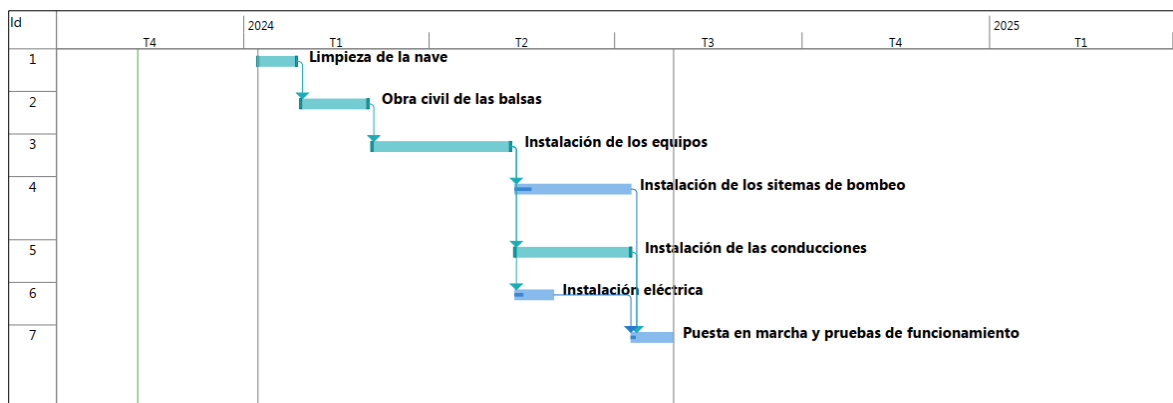 Id
2024
2025
T4
T1
T2
T3
T4
T1
1
Limpieza de la nave
2
Obra civil de las balsas
3
Instalación de los equipos
4
Instalación de los sitemas de bombeo
5
Instalación de las conducciones
6
Instalación eléctrica
7
Puesta en marcha y pruebas de funcionamiento